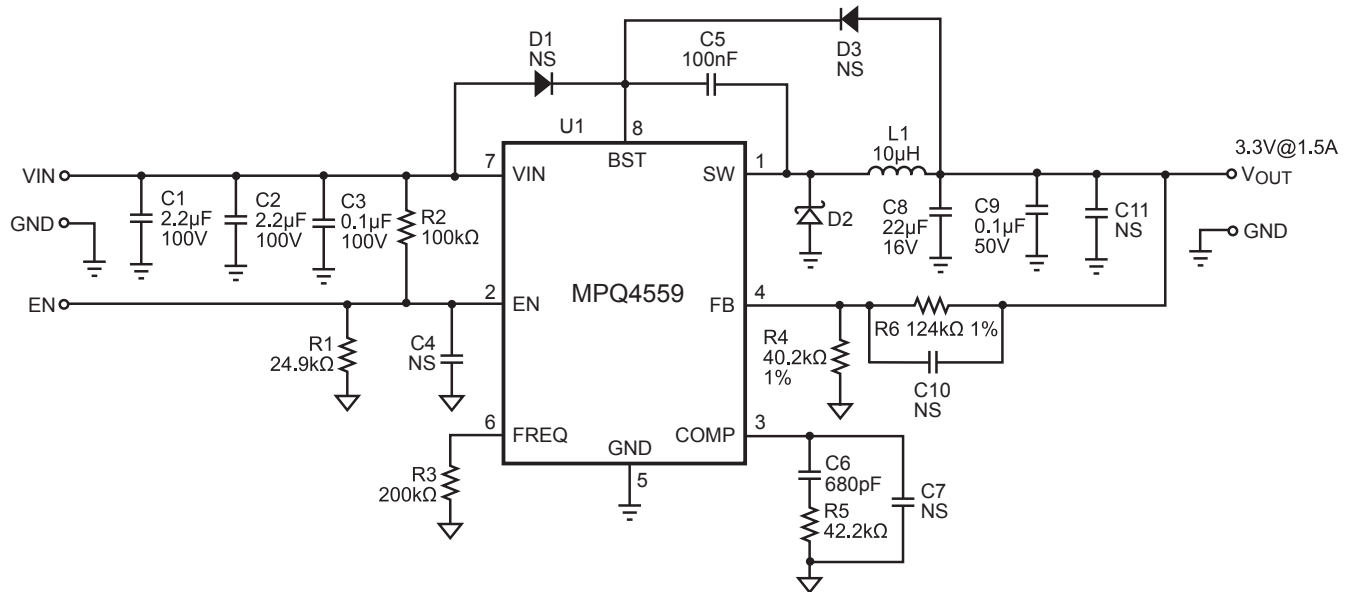 D1
NS
C5
100nF
D3
NS
U1
8
BST
7
VIN
SW
1
L1
10µH
3.3V@1.5A
VOUT
VIN
GND
C1
2.2µF
100V
C2
2.2µF
100V
C3
0.1µF
100V
R2
100kΩ
D2
C8
22µF
16V
C9
0.1µF
50V
C11
NS
GND
EN
2
EN
MPQ4559
FB
4
R1
24.9kΩ
C4
NS
R4
40.2kΩ
1%
R6 124kΩ 1%
C10
NS
6
FREQ
GND
5
COMP
3
R3
200kΩ
C6
680pF
R5
42.2kΩ
C7
NS